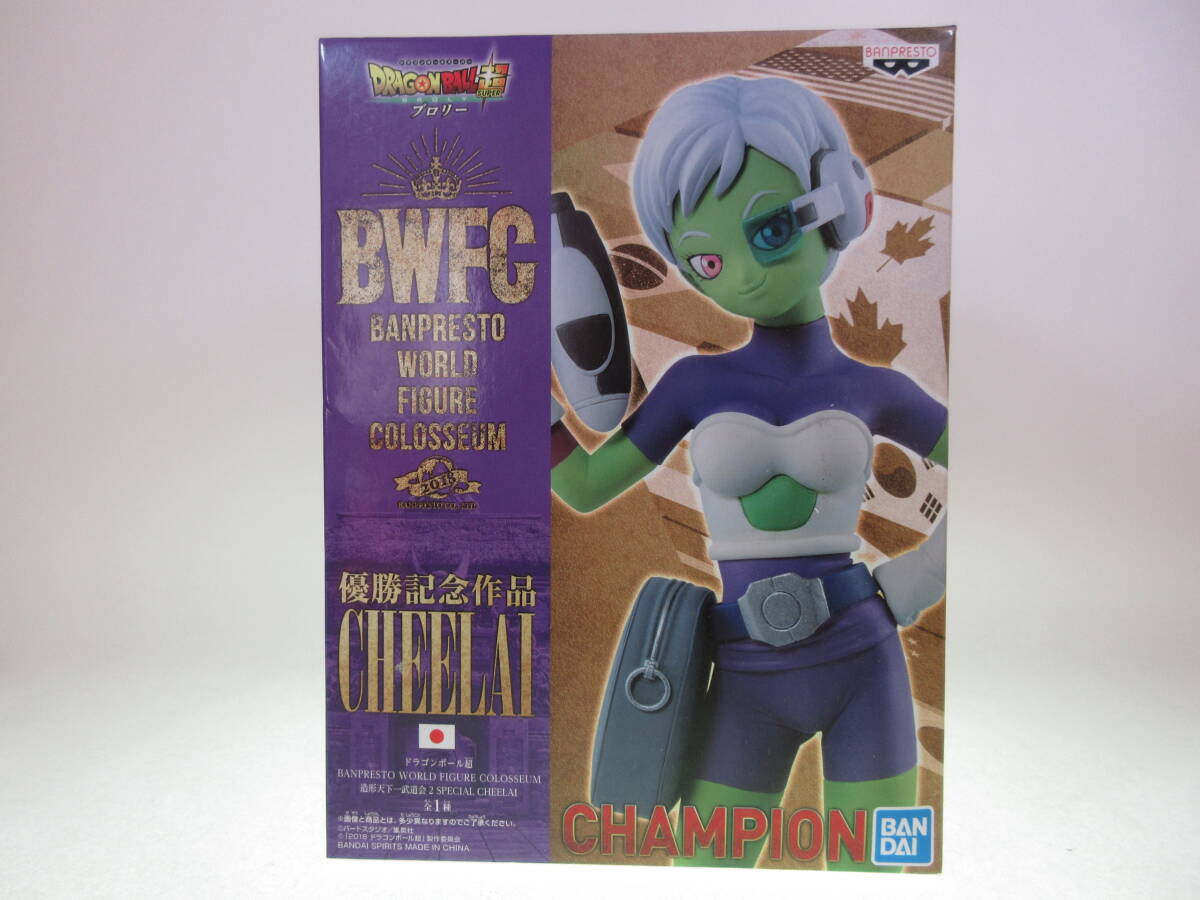 DRAGON BALL超
SUPER
ブロリー
BWFC
BANPRESTO
WORLD
FIGURE
COLOSSEUM
2018
優勝記念作品
CHEELAI
ドラゴンボール超
BANPRESTO WORLD FIGURE COLOSSEUM
造形天下一武道会 2 SPECIAL CHEELAI
全1種
※画像と商品とは、多少異なりますのでご了承ください。
©バードスタジオ/集英社
©「2018 ドラゴンボール超」製作委員会
BANDAI SPIRITS MADE IN CHINA
BANPRESTO
CHAMPION
BAN
DAI